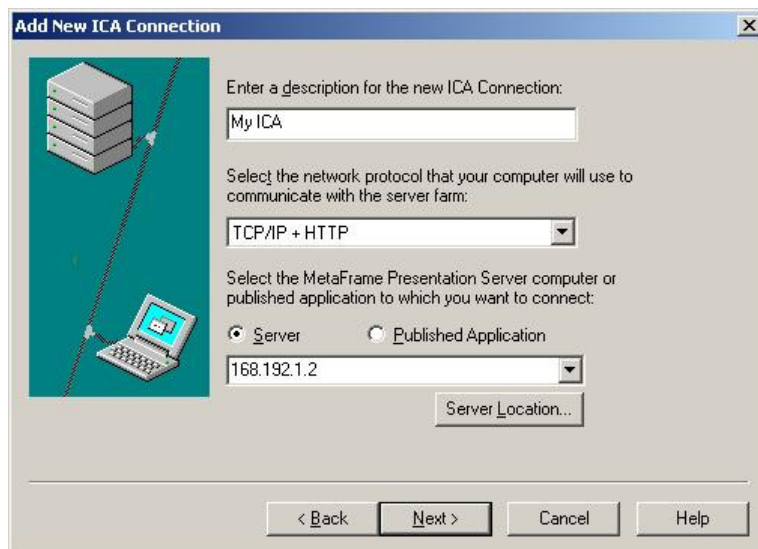 Add New ICA Connection
Enter a description for the new ICA Connection:
My ICA
Select the network protocol that your computer will use to
communicate with the server farm:
TCP/IP + HTTP
Select the MetaFrame Presentation Server computer or
published application to which you want to connect:
Server Published Application
168.192.1.2
Server Location...
< Back Next > Cancel Help